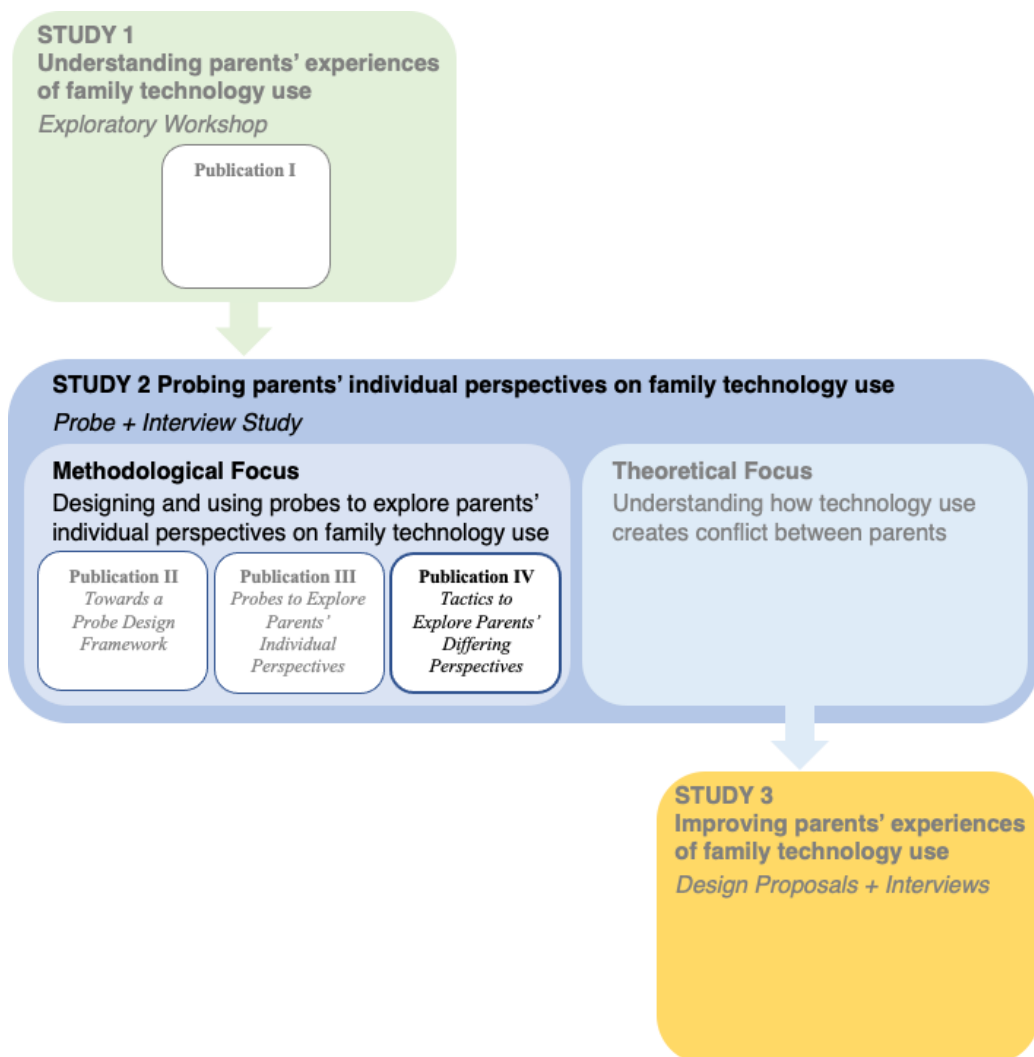 STUDY 1
Understanding parents’ experiences
of family technology use
Exploratory Workshop
Publication I
STUDY 2 Probing parents’ individual perspectives on family technology use
Probe + Interview Study
Methodological Focus
Designing and using probes to explore parents’
individual perspectives on family technology use
Publication II
Towards a
Probe Design
Framework
Publication III
Probes to Explore
Parents’
Individual
Perspectives
Publication IV
Tactics to
Explore Parents’
Differing
Perspectives
Theoretical Focus
Understanding how technology use
creates conflict between parents
STUDY 3
Improving parents’ experiences
of family technology use
Design Proposals + Interviews